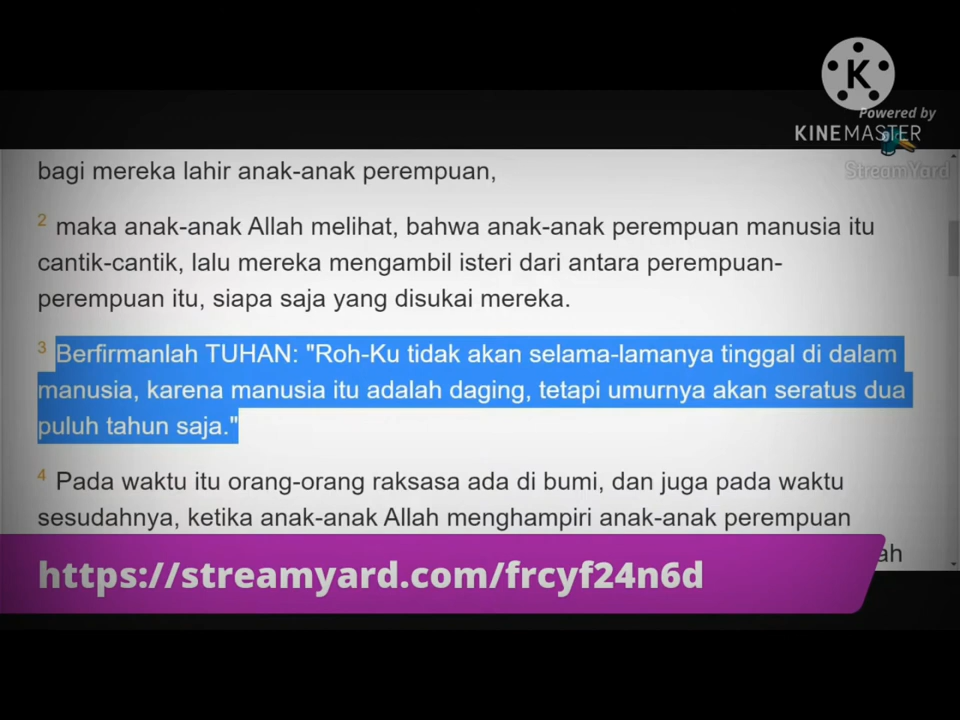 K
Powered by
KINEMASTER
StreamYard
bagi mereka lahir anak-anak perempuan,
2 maka anak-anak Allah melihat, bahwa anak-anak perempuan manusia itu
cantik-cantik, lalu mereka mengambil isteri dari antara perempuan-
perempuan itu, siapa saja yang disukai mereka.
3 Berfirmanlah TUHAN: "Roh-Ku tidak akan selama-lamanya tinggal di dalam
manusia, karena manusia itu adalah daging, tetapi umurnya akan seratus dua
puluh tahun saja."
4 Pada waktu itu orang-orang raksasa ada di bumi, dan juga pada waktu
sesudahnya, ketika anak-anak Allah menghampiri anak-anak perempuan
ah
https://streamyard.com/frcyf24n6d